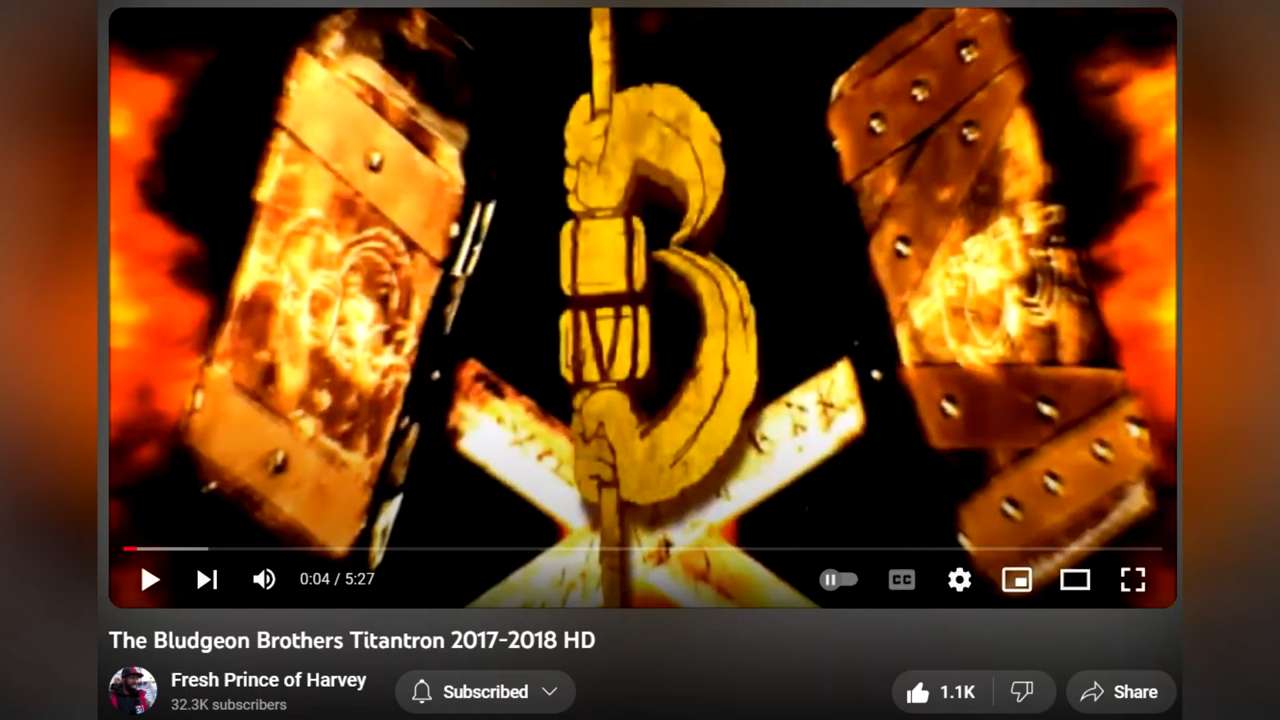 0:04 / 5:27
CC
The Bludgeon Brothers Titantron 2017-2018 HD
Fresh Prince of Harvey
32.3K subscribers
Subscribed
1.1K
Share